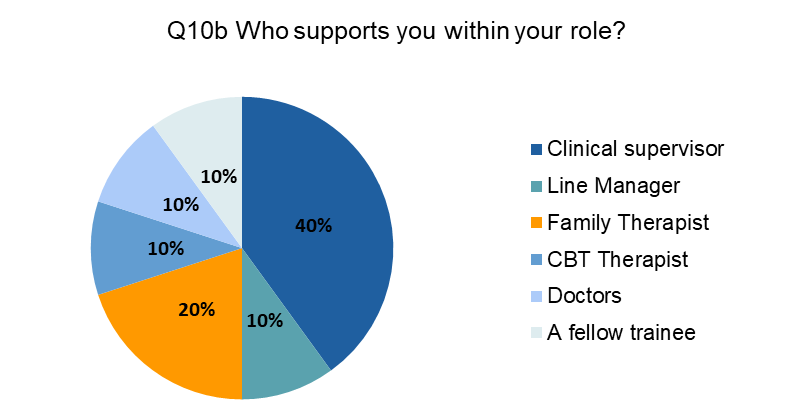 Q10b Who supports you within your role?
10%
40%
10%
10%
20%
10%
Clinical supervisor
Line Manager
Family Therapist
CBT Therapist
Doctors
A fellow trainee